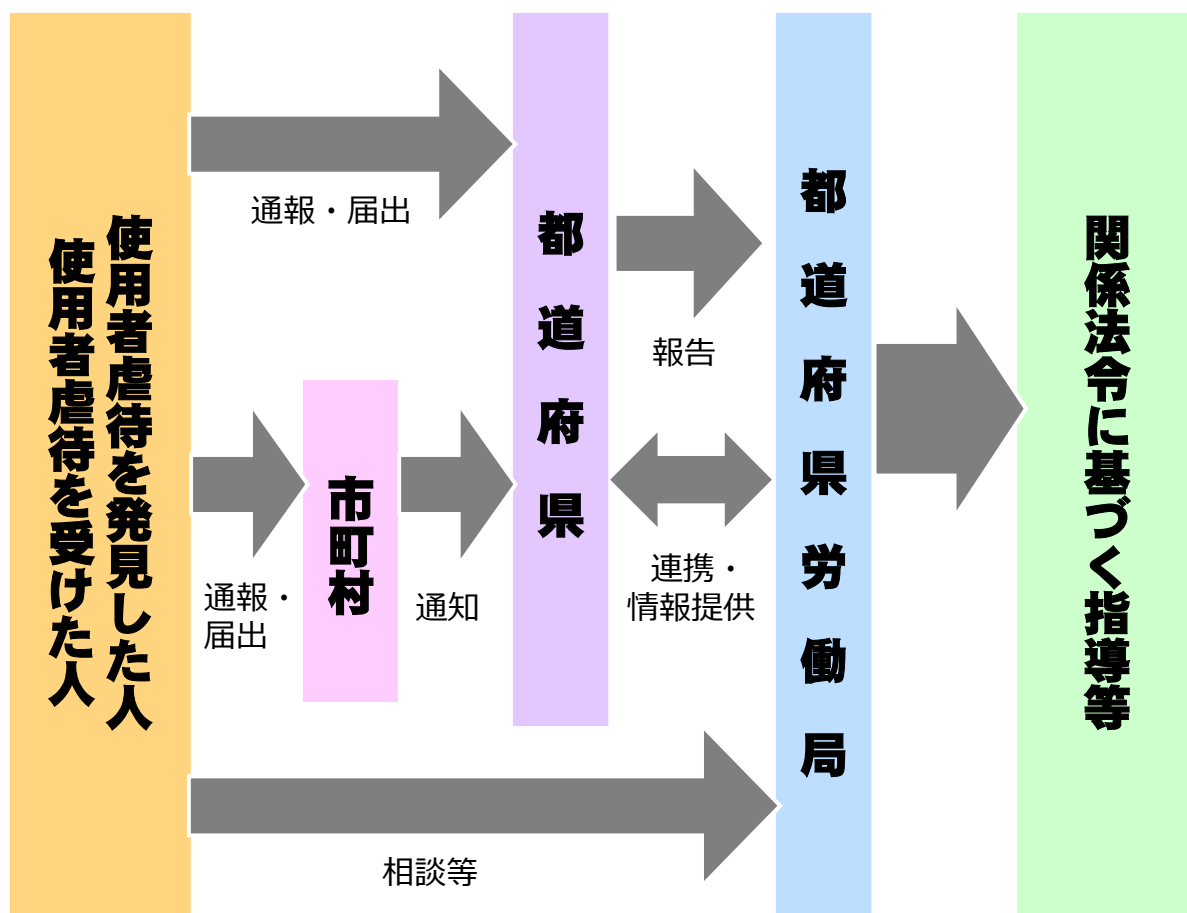 使用者虐待を発見した人
使用者虐待を受けた人
通報・届出
通報・
届出
市町村
通知
都道府県
報告
連携・
情報提供
相談等
都道府県労働局
関係法令に基づく指導等